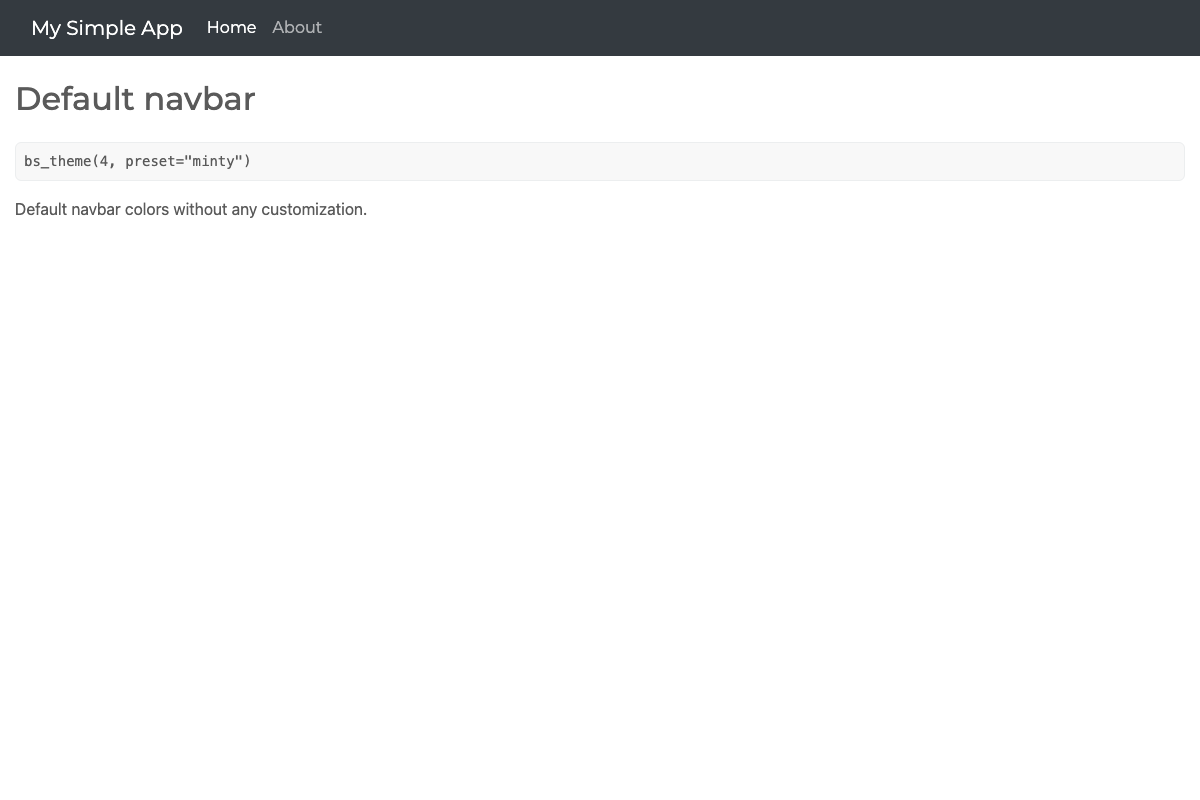 My Simple App Home About
Default navbar
bs_theme(4, preset="minty")
Default navbar colors without any customization.